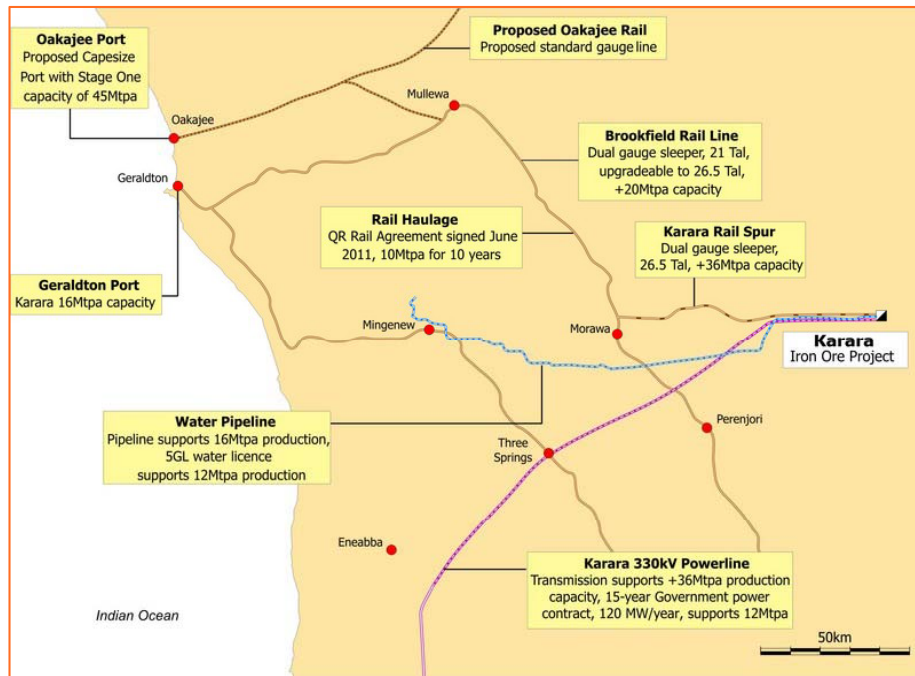 Oakajee Port
Proposed Capesize
Port with Stage One
capacity of 45Mtpa
Proposed Oakajee Rail
Proposed standard gauge line
Mullewa
Oakajee
Brookfield Rail Line
Dual gauge sleeper, 21 Tal,
upgradeable to 26.5 Tal,
+20Mtpa capacity
Geraldton
Rail Haulage
QR Rail Agreement signed June
2011, 10Mtpa for 10 years
Karara Rail Spur
Dual gauge sleeper,
26.5 Tal, +36Mtpa capacity
Geraldton Port
Karara 16Mtpa capacity
Mingenew
Morawa
Karara
Iron Ore Project
Water Pipeline
Pipeline supports 16Mtpa production,
5GL water licence
supports 12Mtpa production
Perenjori
Three
Springs
Eneabba
Karara 330kV Powerline
Transmission supports +36Mtpa production
capacity, 15-year Government power
contract, 120 MW/year, supports 12Mtpa
Indian Ocean
50km